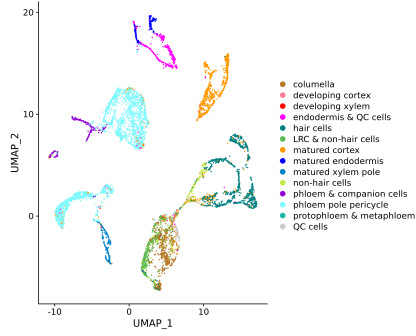 20
10
0
-10
0
10
UMAP_2
UMAP_1
columella
developing cortex
developing xylem
endodermis & QC cells
hair cells
LRC & non-hair cells
matured cortex
matured endodermis
matured xylem pole
non-hair cells
phloem & companion cells
phloem pole pericycle
protophloem & metaphloem
QC cells